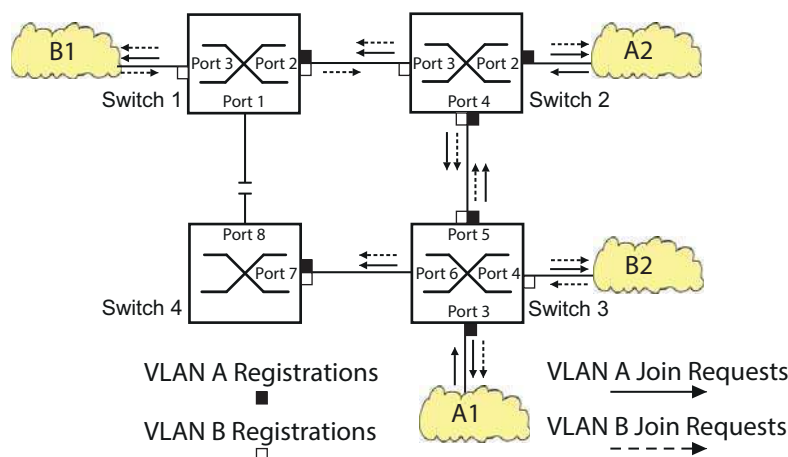 B1
Port 3
Port 2
Port 1
Switch 1
Port 3
Port 2
Port 4
Switch 2
A2
Port 8
Port 7
Switch 4
Port 5
Port 6
Port 4
Port 3
Switch 3
B2
A1
VLAN A Registrations
VLAN B Registrations
VLAN A Join Requests
VLAN B Join Requests